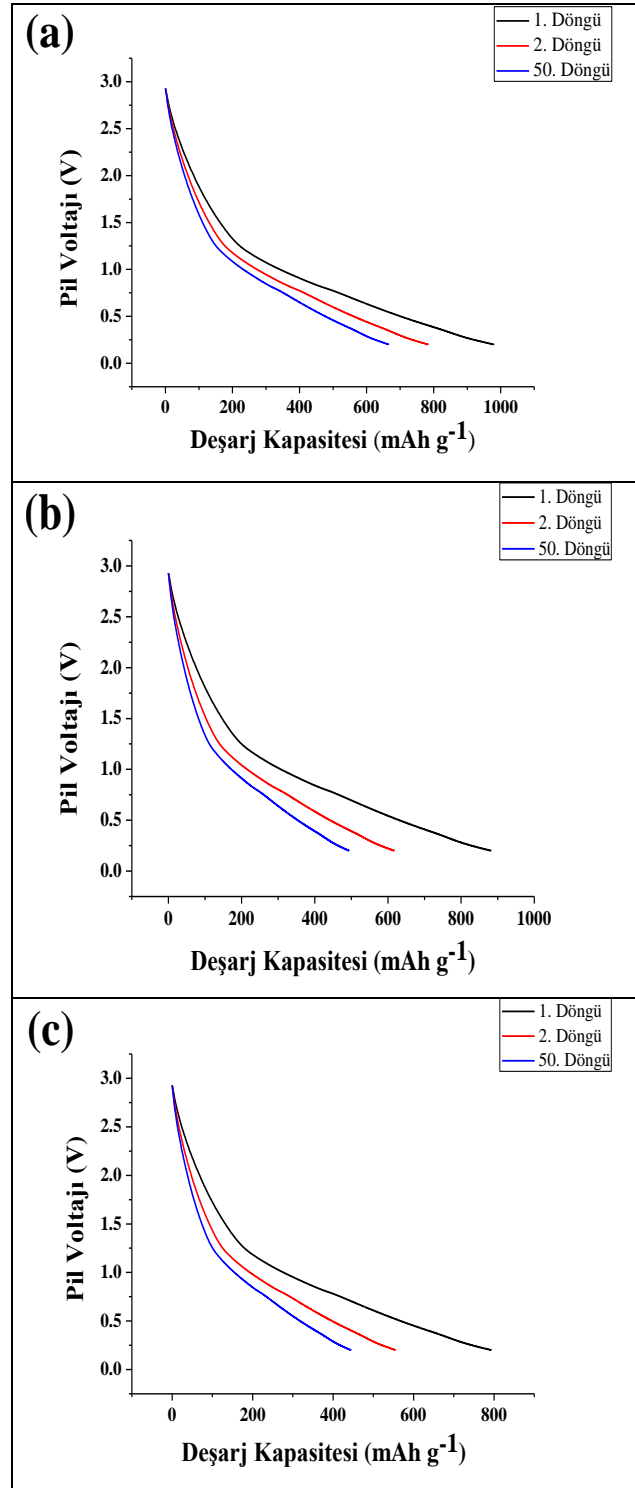 (a)
1. Döngü
2. Döngü
50. Döngü
3.0
2.5
2.0
1.5
1.0
0.5
0.0
Pil Voltajı (V)
0 200 400 600 800 1000
Deşarj Kapasitesi (mAh g-1)
(b)
1. Döngü
2. Döngü
50. Döngü
3.0
2.5
2.0
1.5
1.0
0.5
0.0
Pil Voltajı (V)
0 200 400 600 800 1000
Deşarj Kapasitesi (mAh g-1)
(c)
1. Döngü
2. Döngü
50. Döngü
3.0
2.5
2.0
1.5
1.0
0.5
0.0
Pil Voltajı (V)
0 200 400 600 800
Deşarj Kapasitesi (mAh g-1)